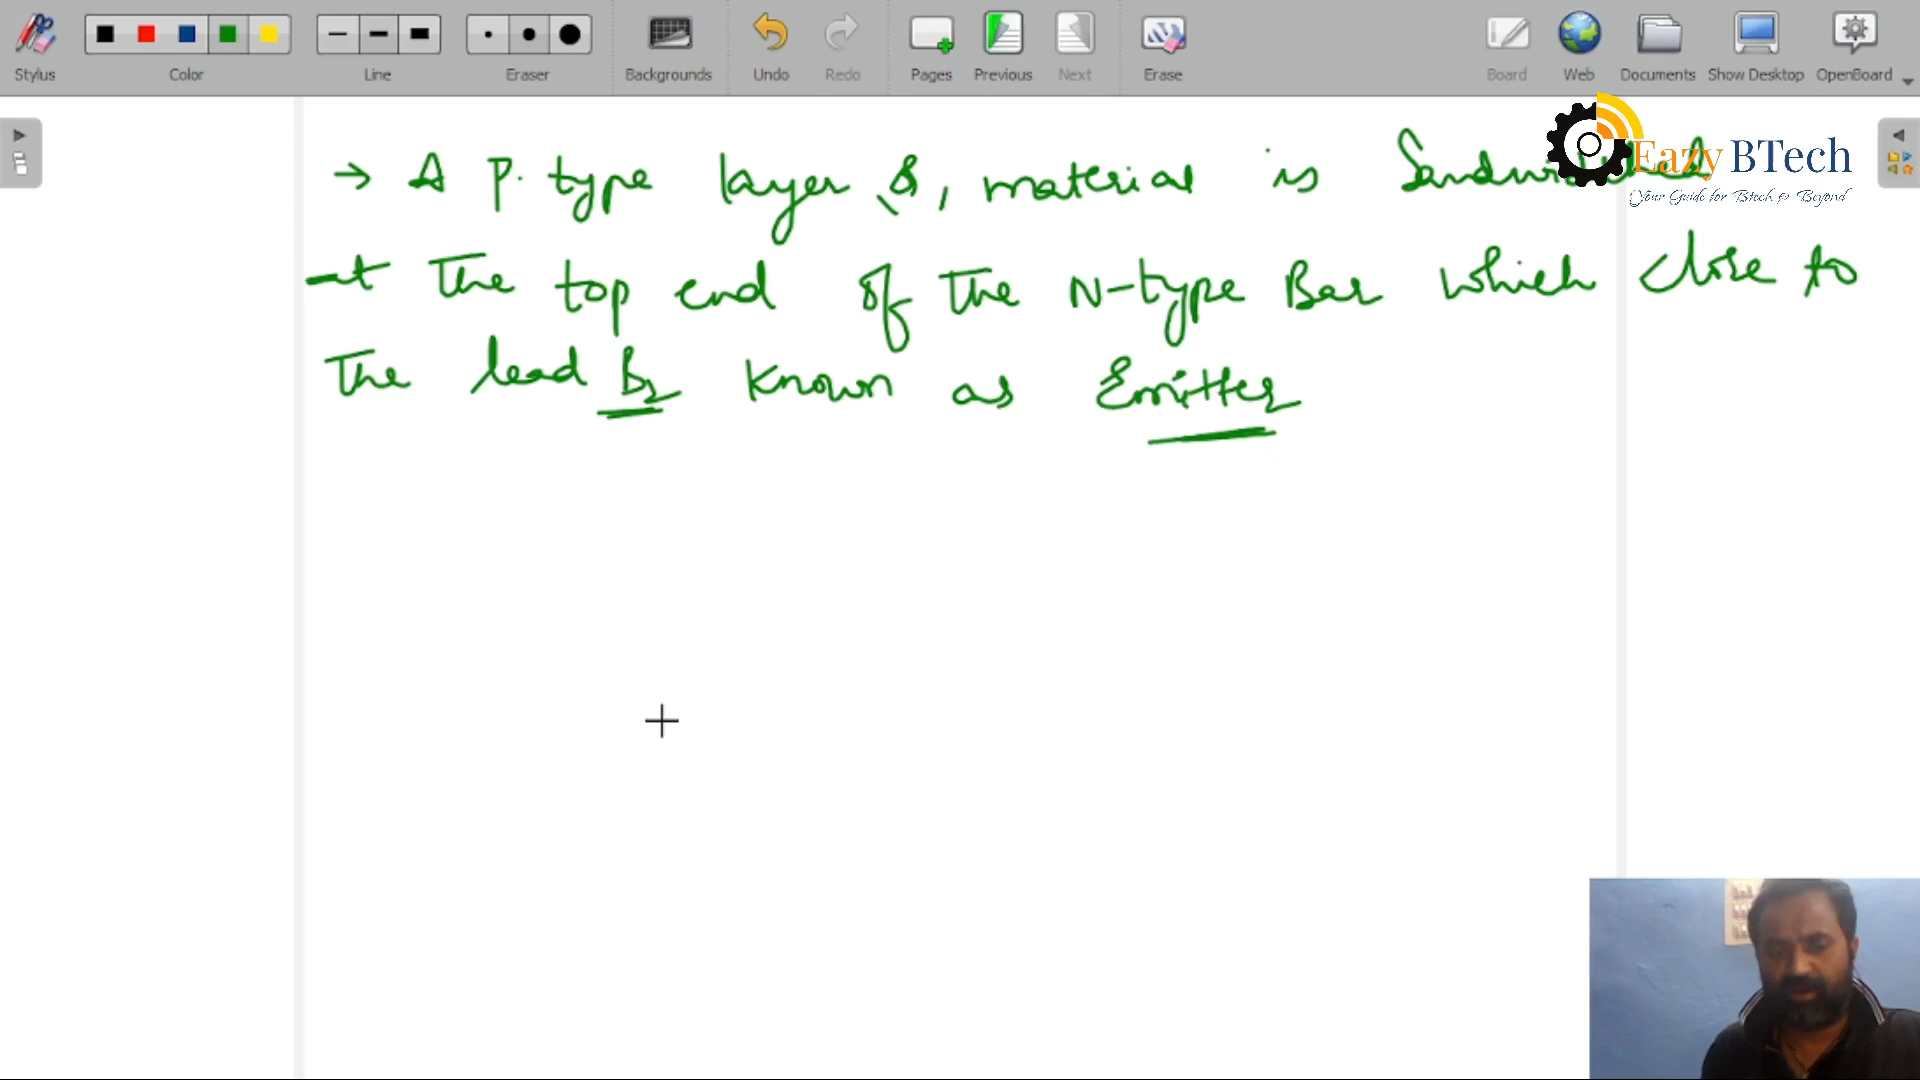 Stylus Color Line Eraser Backgrounds Undo Redo Pages Previous Next Erase Board Web Documents Show Desktop OpenBoard
Eazy BTech
Your Guide for Btech & Beyond
→ A P-type layer &, material is Sandwiched
at The top end of The N-type Bar which close to
The lead B2 known as Emitter